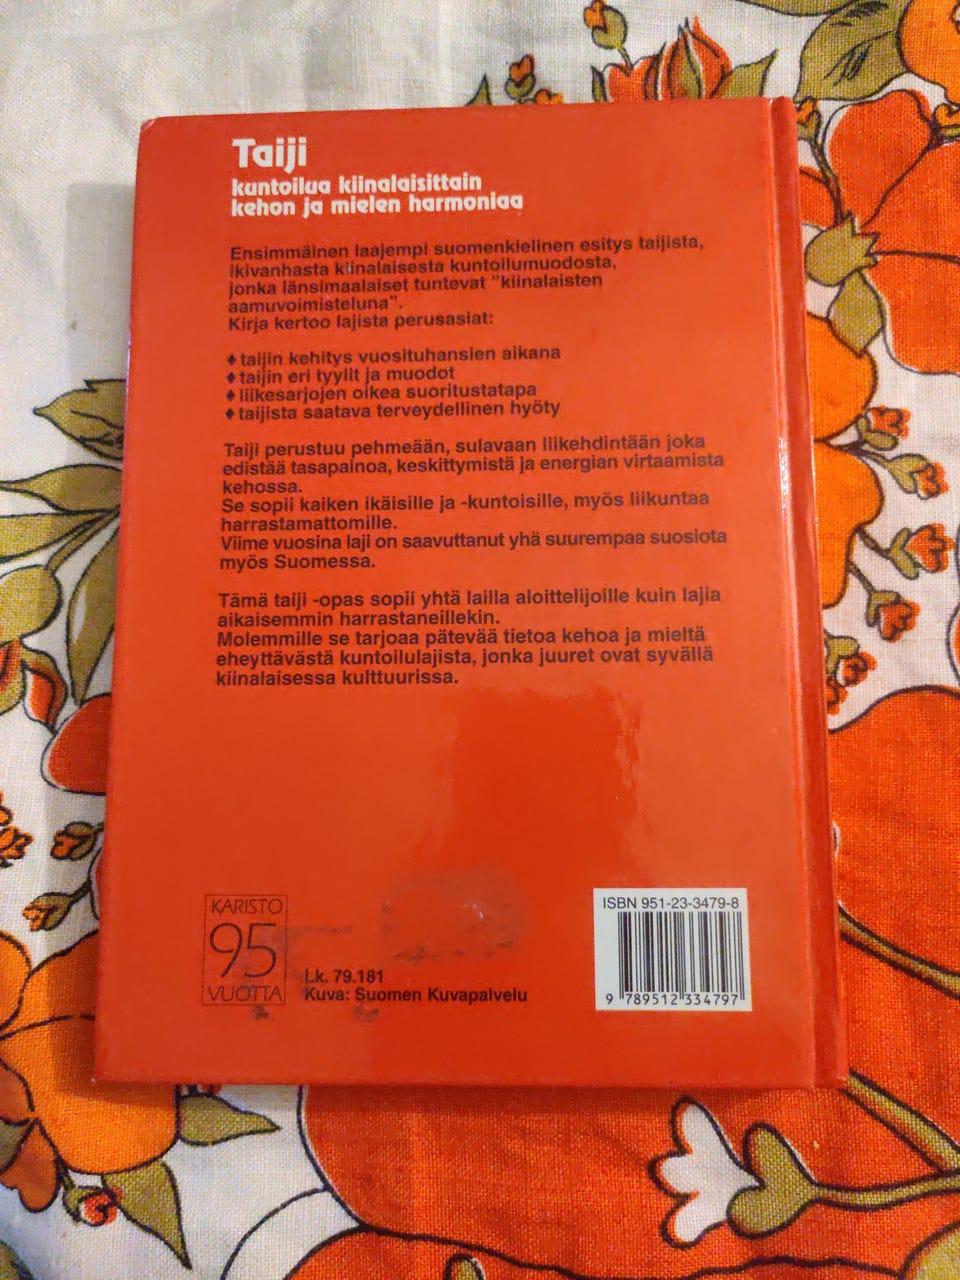 Taiji
kuntoilua kiinalaisittain
kehon ja mielen harmoniaa
Ensimmäinen laajempi suomenkielinen esitys taijista,
ikivanhasta kiinalaisesta kuntoilumuodosta,
jonka länsimaalaiset tuntevat "kiinalaisten
aamuvoimisteluna".
Kirja kertoo lajista perusasiat:
♦ taijin kehitys vuosituhansien aikana
♦ taijin eri tyylit ja muodot
♦ liikesarjojen oikea suoritustatapa
♦ taijista saatava terveydellinen hyöty
Taiji perustuu pehmeään, sulavaan liikehdintään joka
edistää tasapainoa, keskittymistä ja energian virtaamista
kehossa.
Se sopii kaiken ikäisille ja -kuntoisille, myös liikuntaa
harrastamattomille.
Viime vuosina laji on saavuttanut yhä suurempaa suosiota
myös Suomessa.
Tämä taiji -opas sopii yhtä lailla aloittelijoille kuin lajia
aikaisemmin harrastaneillekin.
Molemmille se tarjoaa pätevää tietoa kehoa ja mieltä
eheyttävästä kuntoilulajista, jonka juuret ovat syvällä
kiinalaisessa kulttuurissa.
KARISTO
95
VUOTTA
Lk. 79.181
Kuva: Suomen Kuvapalvelu
ISBN 951-23-3479-8
9 789512 334797